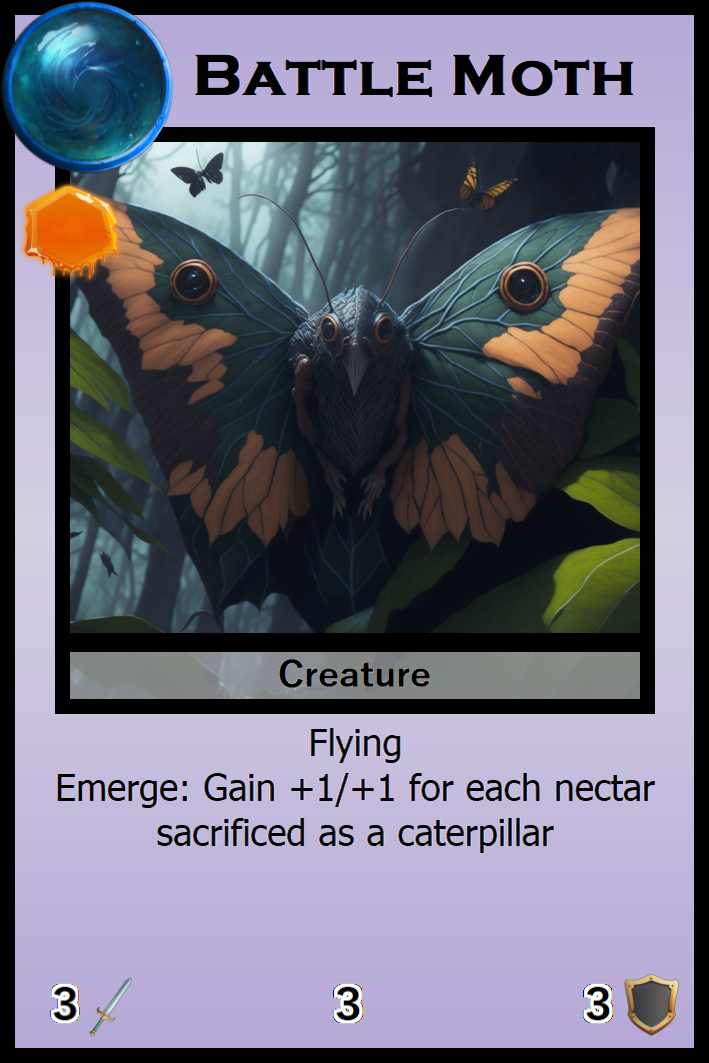 Battle Moth
Creature
Flying
Emerge: Gain +1/+1 for each nectar
sacrificed as a caterpillar
3 3 3